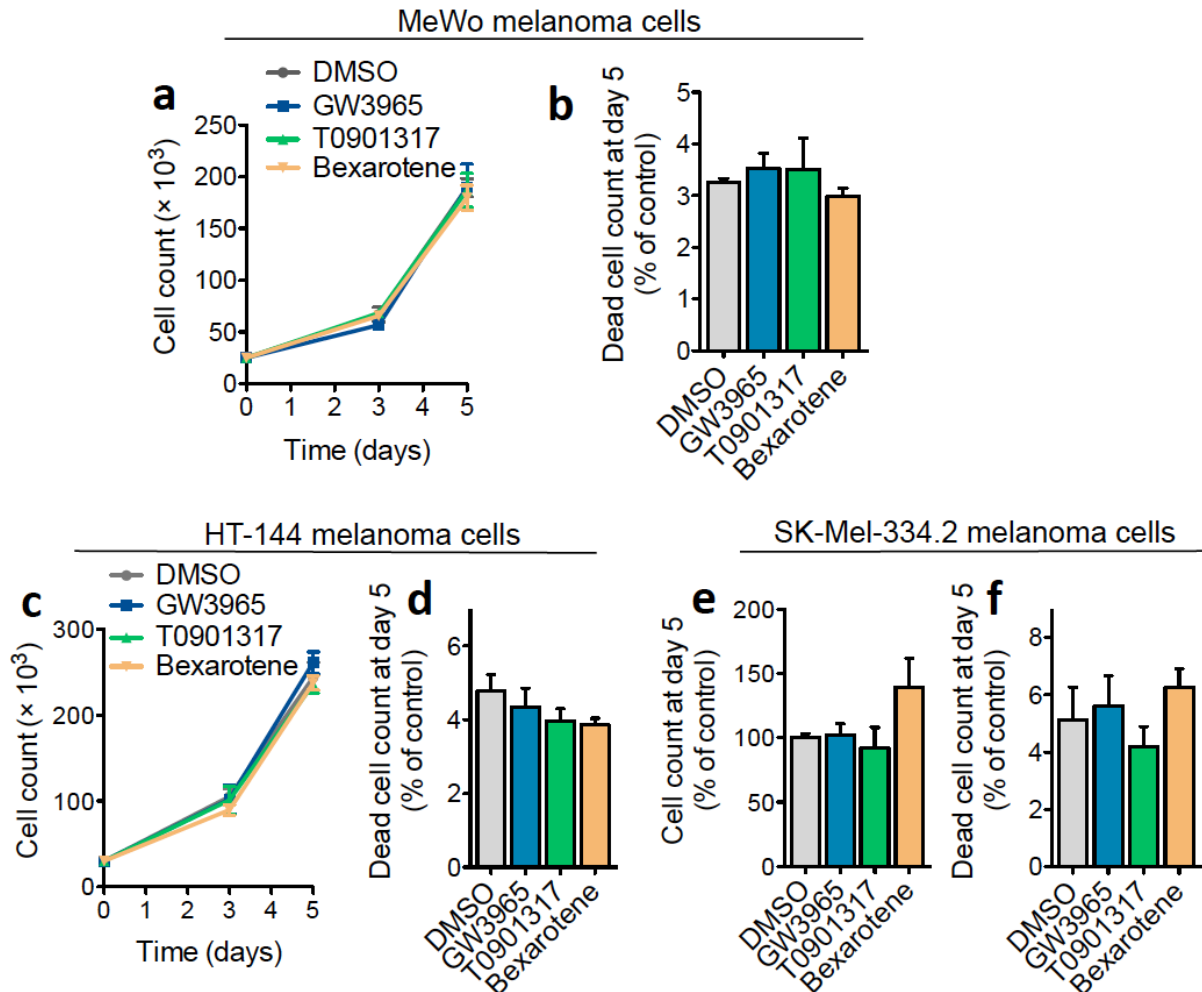 MeWo melanoma cells
a
DMSO
GW3965
T0901317
Bexarotene
Cell count (× 10³)
250
200
150
100
50
0
0 1 2 3 4 5
Time (days)
b
Dead cell count at day 5
(% of control)
5
4
3
2
1
0
DMSO
GW3965
T0901317
Bexarotene
HT-144 melanoma cells
c
DMSO
GW3965
T0901317
Bexarotene
Cell count (× 10³)
300
200
100
0
0 1 2 3 4 5
Time (days)
d
Dead cell count at day 5
(% of control)
6
4
2
0
DMSO
GW3965
T0901317
Bexarotene
SK-Mel-334.2 melanoma cells
e
Cell count at day 5
(% of control)
200
150
100
50
0
DMSO
GW3965
T0901317
Bexarotene
f
Dead cell count at day 5
(% of control)
8
6
4
2
0
DMSO
GW3965
T0901317
Bexarotene